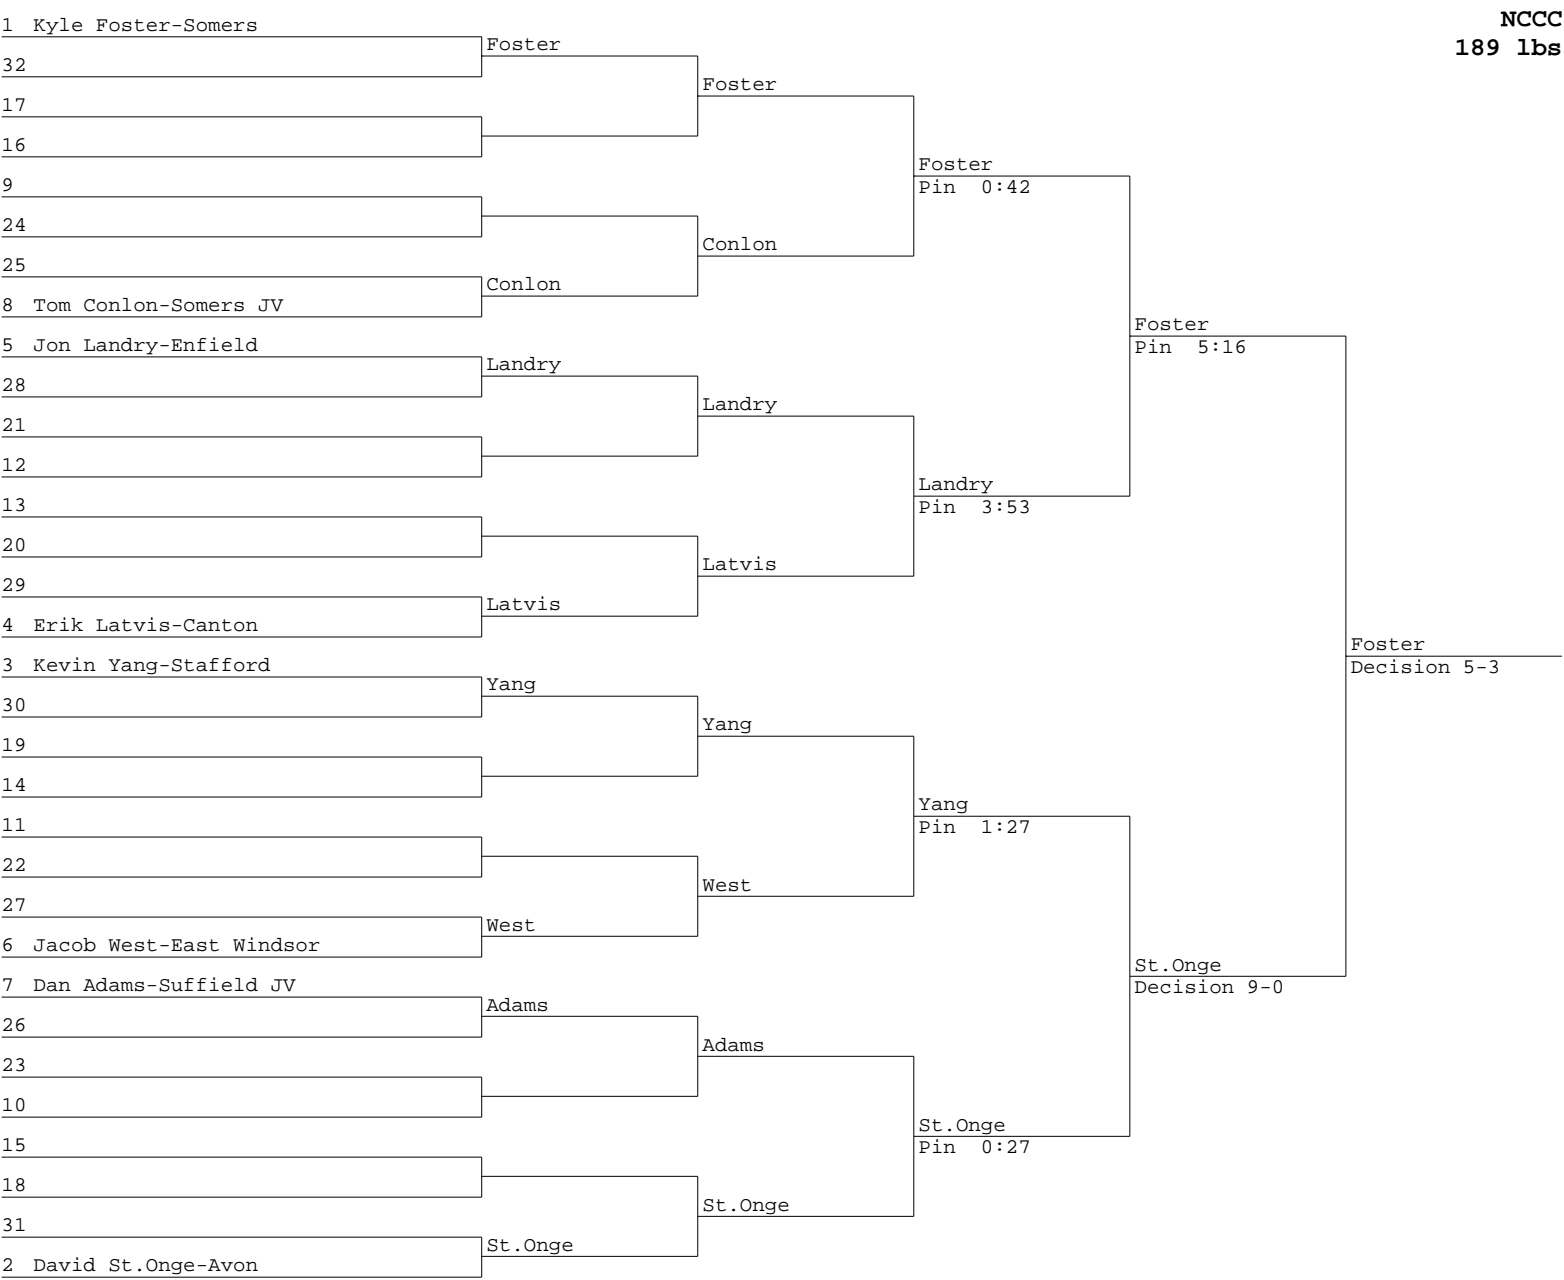 NCCC
189 lbs
1 Kyle Foster-Somers
32
17
16
9
24
25
8 Tom Conlon-Somers JV
5 Jon Landry-Enfield
28
21
12
13
20
29
4 Erik Latvis-Canton
3 Kevin Yang-Stafford
30
19
14
11
22
27
6 Jacob West-East Windsor
7 Dan Adams-Suffield JV
26
23
10
15
18
31
2 David St.Onge-Avon
Foster
Conlon
Landry
Latvis
Yang
West
Adams
St.Onge
Foster
Conlon
Landry
Latvis
Yang
West
Adams
St.Onge
Foster
Pin 0:42
Landry
Pin 3:53
Yang
Pin 1:27
St.Onge
Pin 0:27
Foster
Pin 5:16
St.Onge
Decision 9-0
Foster
Decision 5-3